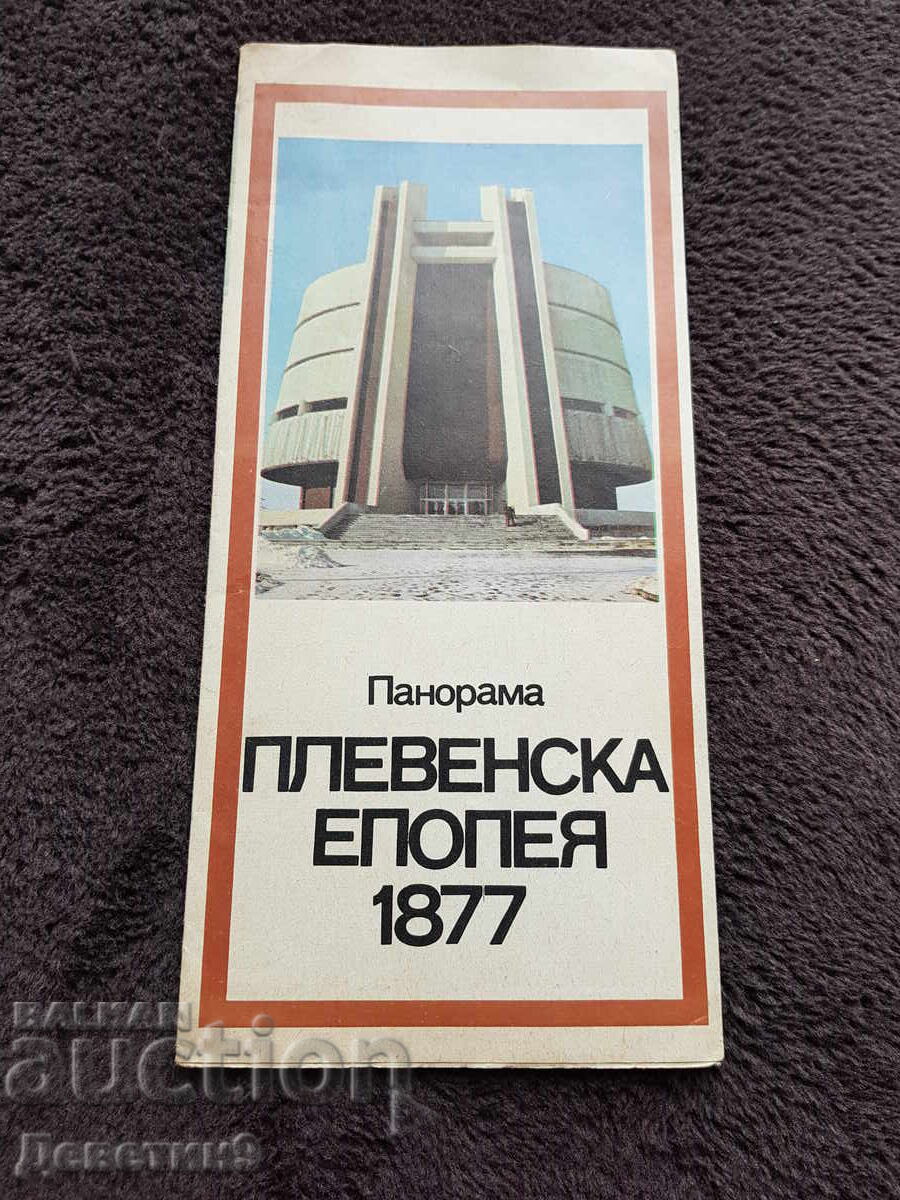 Панорама
ПЛЕВЕНСКА
ЕПОПЕЯ
1877
BALKAN
auction
Деветин9